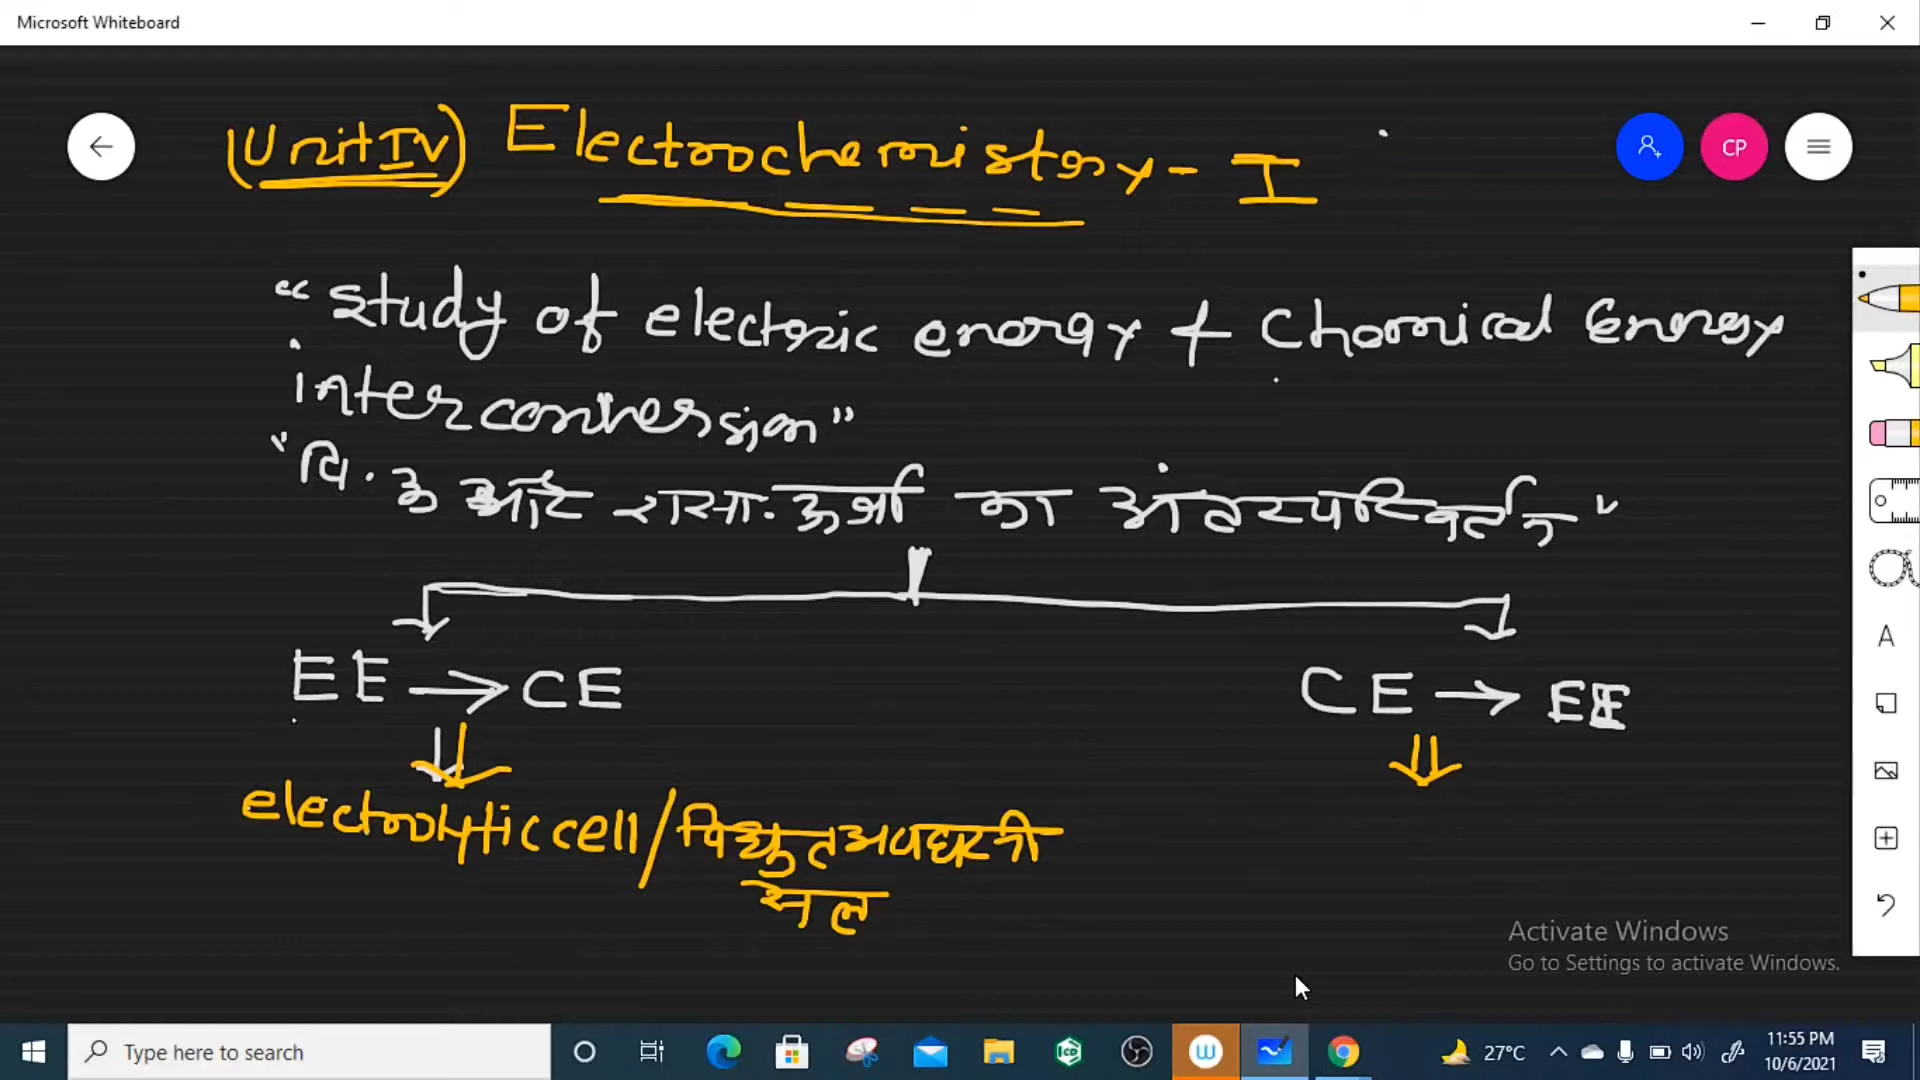 Microsoft Whiteboard
(Unit IV) Electrochemistry - I
CP
“Study of electric energy + Chemical Energy
interconversion”
“वि. ऊ और रासा. ऊर्जा का अंतरपरिवर्तन”
EE → CE
CE → EE
A
electrolytic cell / विद्युत अपघटनी
सेल
Activate Windows
Go to Settings to activate Windows.
Type here to search
27°C
11:55 PM
10/6/2021